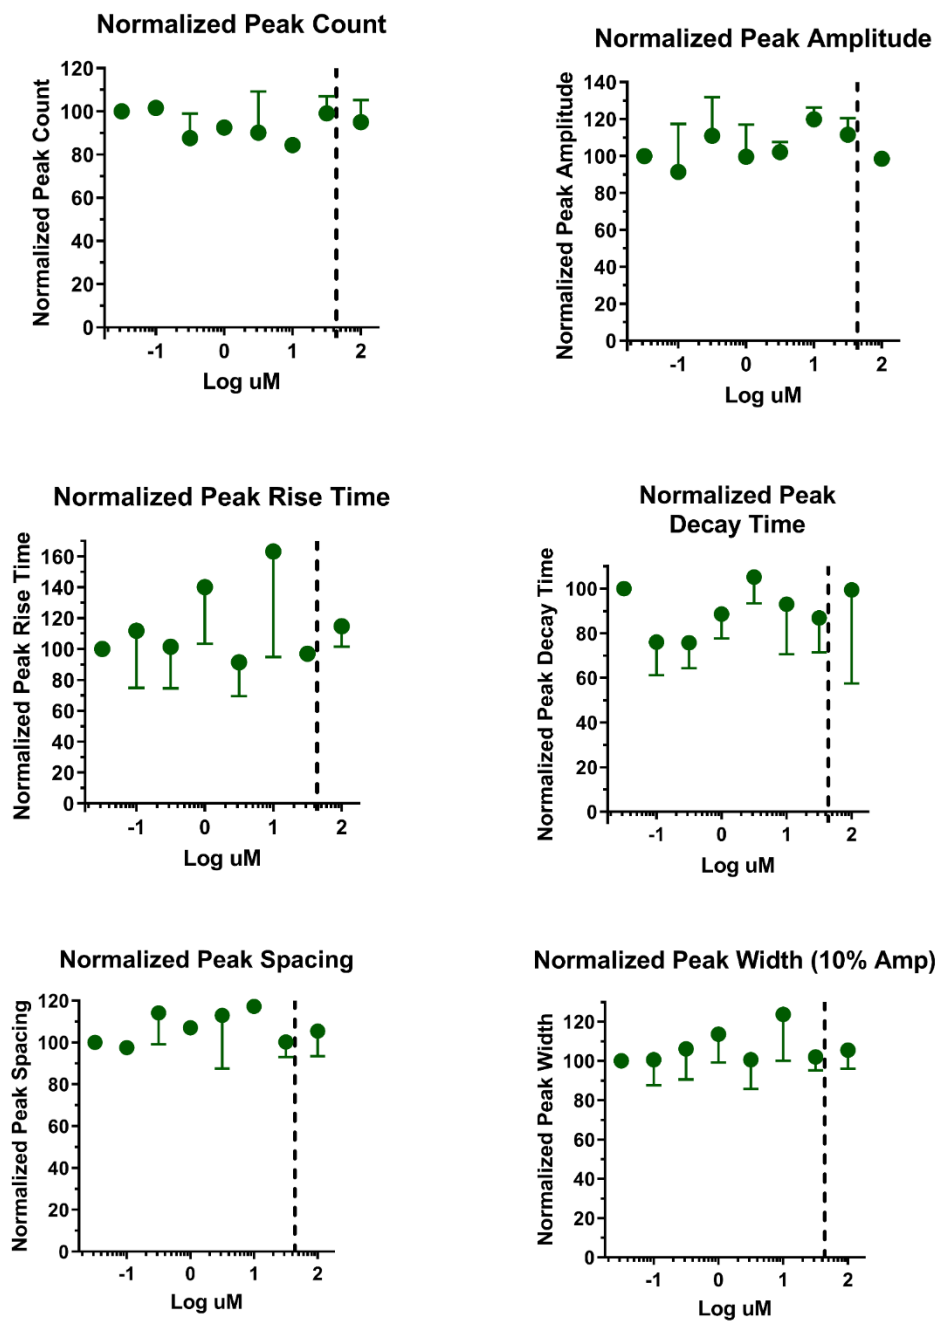 Normalized Peak Count
Normalized Peak Count
120
100
80
60
40
20
0
-1 0 1 2
Log uM
Normalized Peak Amplitude
Normalized Peak Amplitude
140
120
100
80
60
40
20
0
-1 0 1 2
Log uM
Normalized Peak Rise Time
Normalized Peak Rise Time
160
140
120
100
80
60
40
20
0
-1 0 1 2
Log uM
Normalized Peak
Decay Time
Normalized Peak Decay Time
100
80
60
40
20
0
-1 0 1 2
Log uM
Normalized Peak Spacing
Normalized Peak Spacing
120
100
80
60
40
20
0
-1 0 1 2
Log uM
Normalized Peak Width (10% Amp)
Normalized Peak Width
120
100
80
60
40
20
0
-1 0 1 2
Log uM